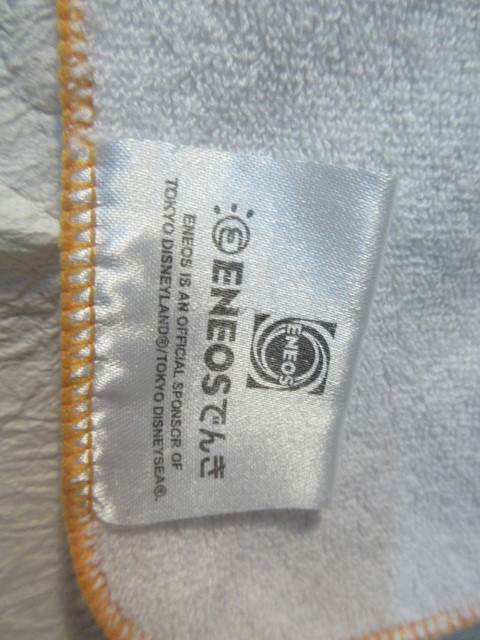 ENEOS
ENEOSでんき
ENEOS IS AN OFFICIAL SPONSOR OF
TOKYO DISNEYLAND®/TOKYO DISNEYSEA®.